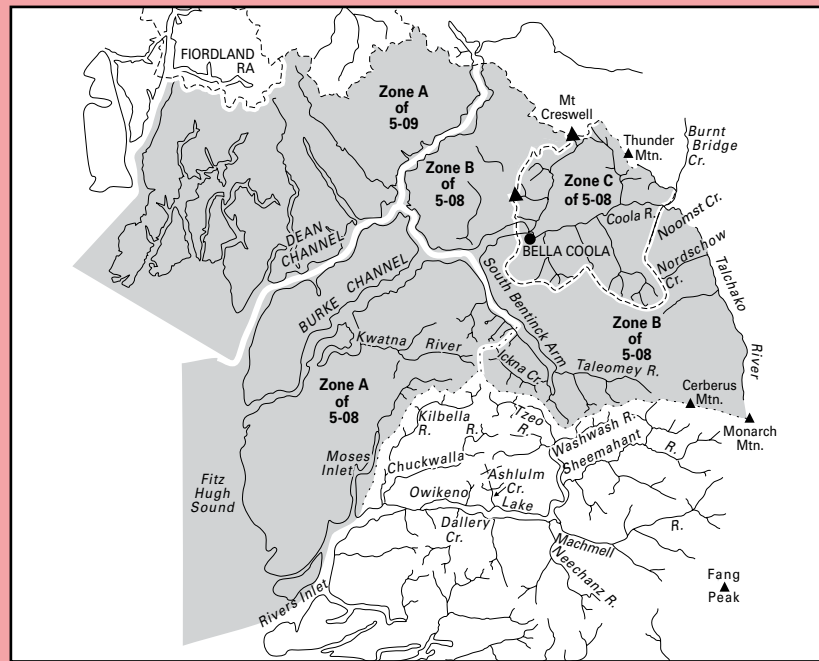 FIORDLAND
RA
Zone A
of
5-09
Mt
Creswell
Thunder
Mtn.
Burnt
Bridge
Cr.
Zone B
of
5-08
Zone C
of 5-08
Coola R.
Noomst Cr.
BELLA COOLA
Nordschow
Cr.
Talchako
River
DEAN
CHANNEL
BURKE CHANNEL
South Bentinck Arm
Zone B
of
5-08
Kwatna River
Ickna Cr.
Taleomey R.
Cerberus
Mtn.
Monarch
Mtn.
Zone A
of
5-08
Kilbella
R.
Tzeo
R.
Washwash R.
Sheemahant
R.
Moses
Inlet
Chuckwalla
R.
Ashlulm
Cr.
Fitz
Hugh
Sound
Owikeno
Lake
Dallery
Cr.
Machmell
R.
Neechanz R.
Rivers Inlet
Fang
Peak